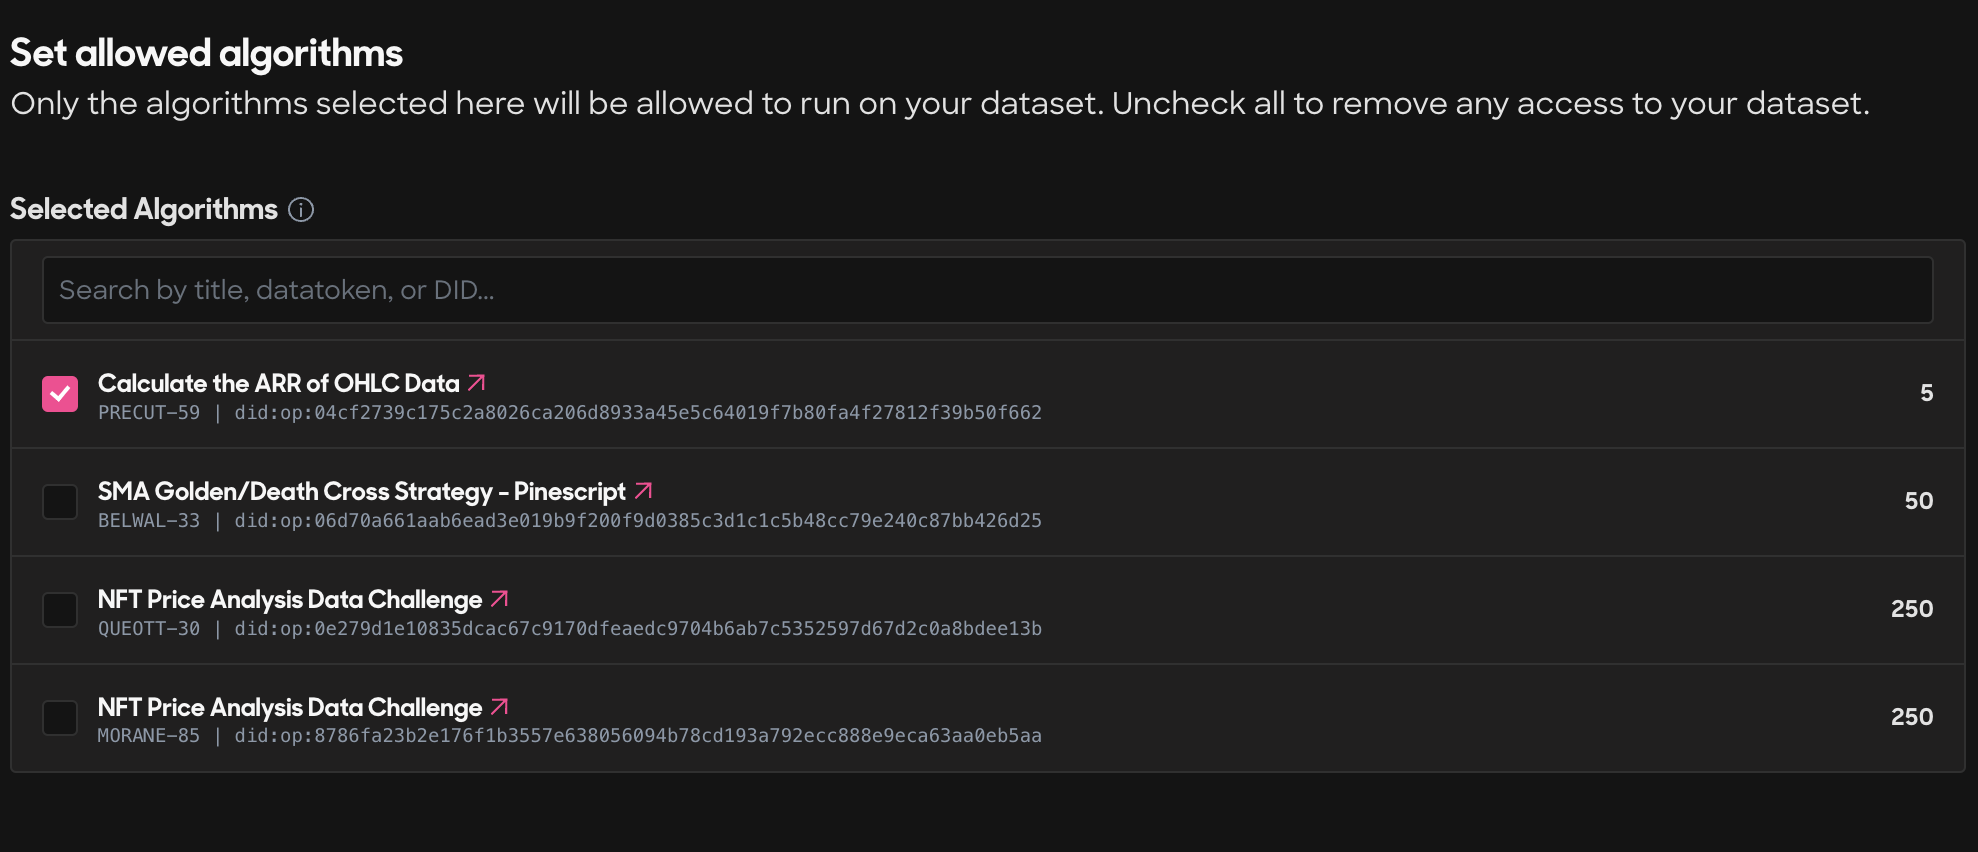 Set allowed algorithms
Only the algorithms selected here will be allowed to run on your dataset. Uncheck all to remove any access to your dataset.
Selected Algorithms
Search by title, datatoken, or DID...
Calculate the ARR of OHLC Data
5
PRECUT-59 | did:op:04cf2739c175c2a8026ca206d8933a45e5c64019f7b80fa4f27812f39b50f662
SMA Golden/Death Cross Strategy - Pinescript
50
BELWAL-33 | did:op:06d70a661aab6ead3e019b9f200f9d0385c3d1c1c5b48cc79e240c87bb426d25
NFT Price Analysis Data Challenge
250
QUEOTT-30 | did:op:0e279d1e10835dcac67c9170dfeaedc9704b6ab7c5352597d67d2c0a8bdee13b
NFT Price Analysis Data Challenge
250
MORANE-85 | did:op:8786fa23b2e176f1b3557e638056094b78cd193a792ecc888e9eca63aa0eb5aa